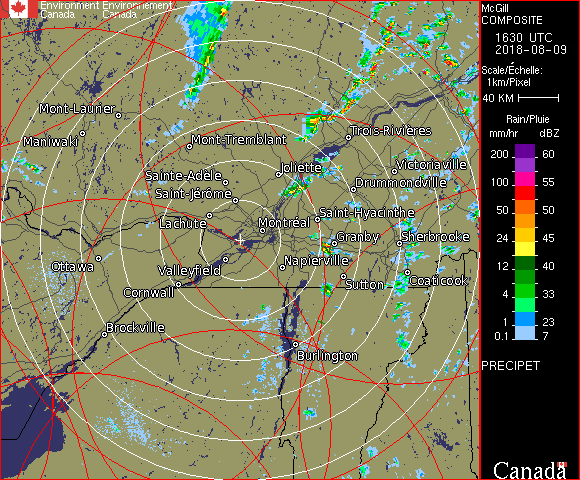 Environment Environnement
Canada Canada
McGill
COMPOSITE
1630 UTC
2018-08-09
Scale/Échelle:
1km/Pixel
40 KM
Rain/Pluie
mm/hr dBZ
200 60
100 55
50 50
24 45
12 40
4 33
1 23
0.1 7
PRECIPET
Canada
Mont-Laurier
Maniwaki
Mont-Tremblant
Trois-Rivières
Sainte-Adèle
Joliette
Victoriaville
Saint-Jérôme
Drummondville
Lachute
Saint-Hyacinthe
Montréal
Granby
Sherbrooke
Ottawa
Valleyfield
Napierville
Cornwall
Sutton
Coaticook
Brockville
Burlington